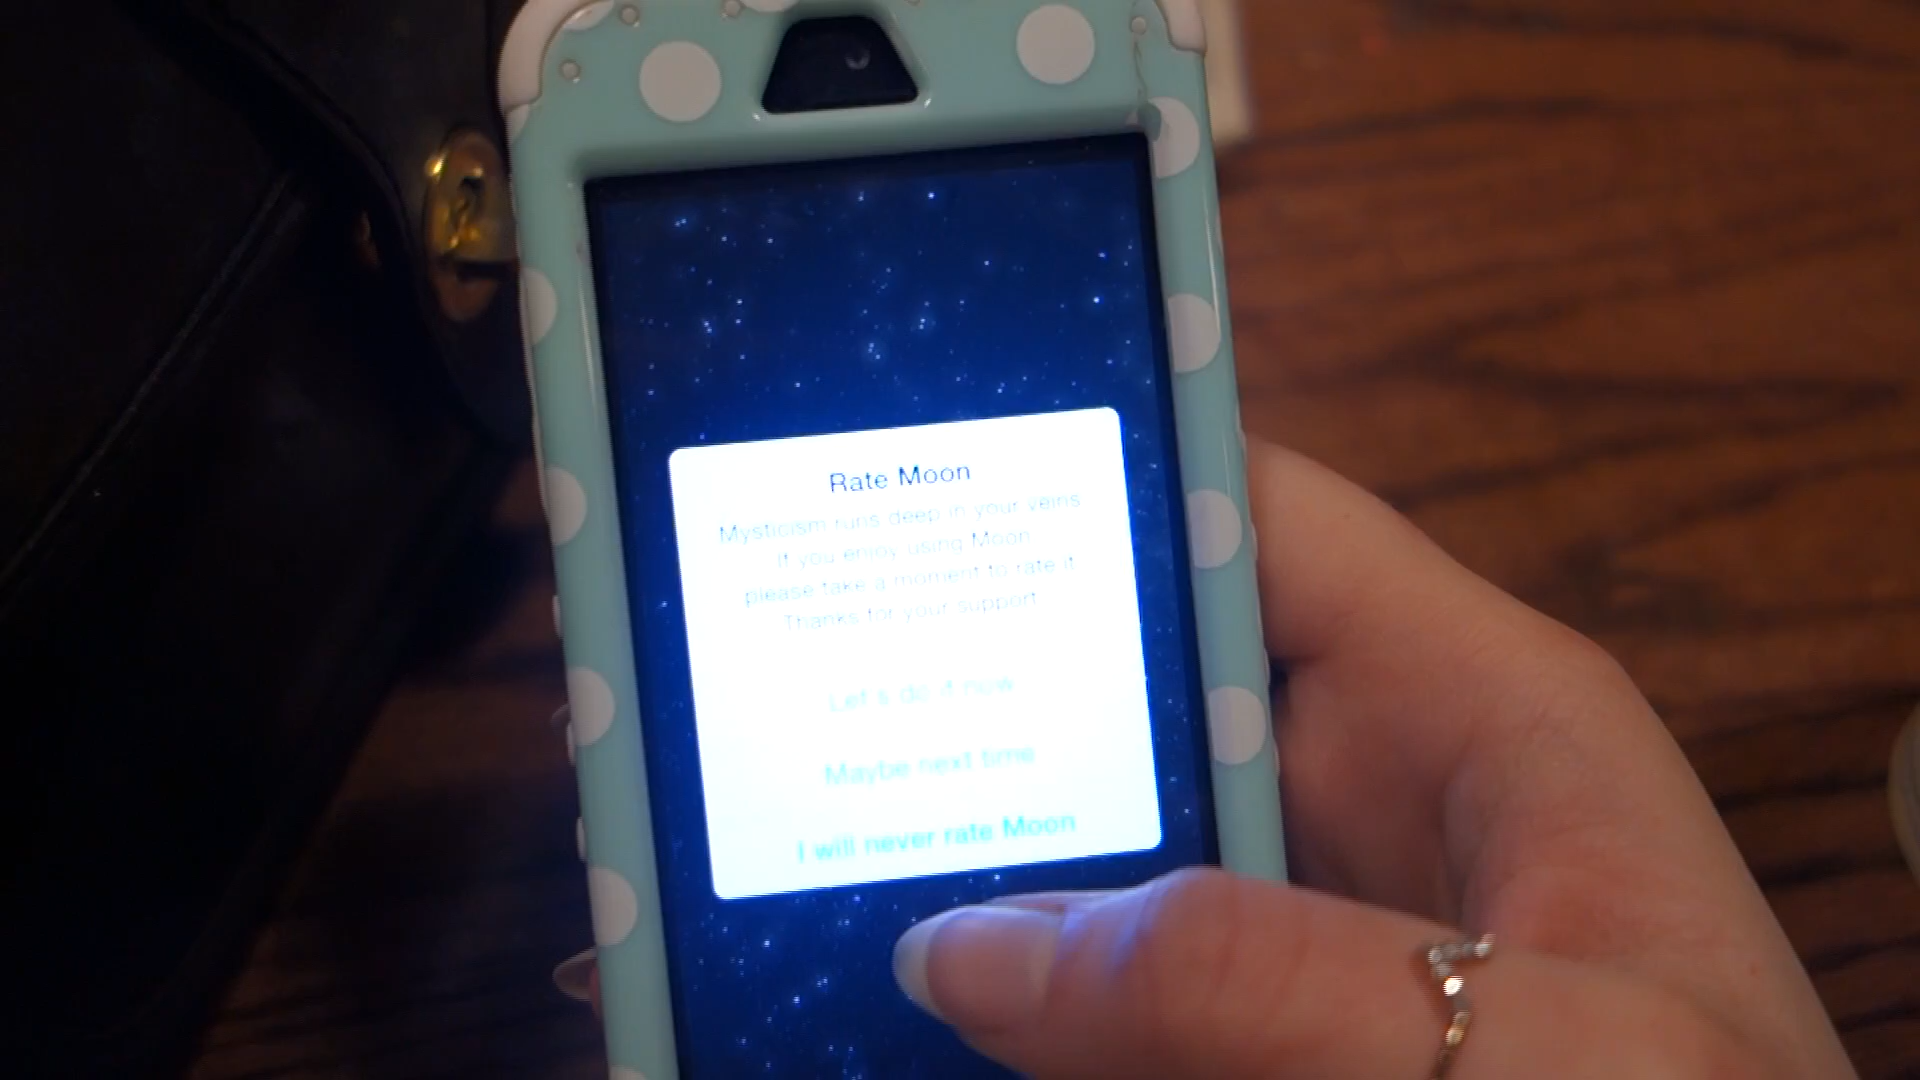 Rate Moon
Mysticism runs deep in your veins
If you enjoy using Moon
please take a moment to rate it
Thanks for your support
Let s do it now
Maybe next time
I will never rate Moon